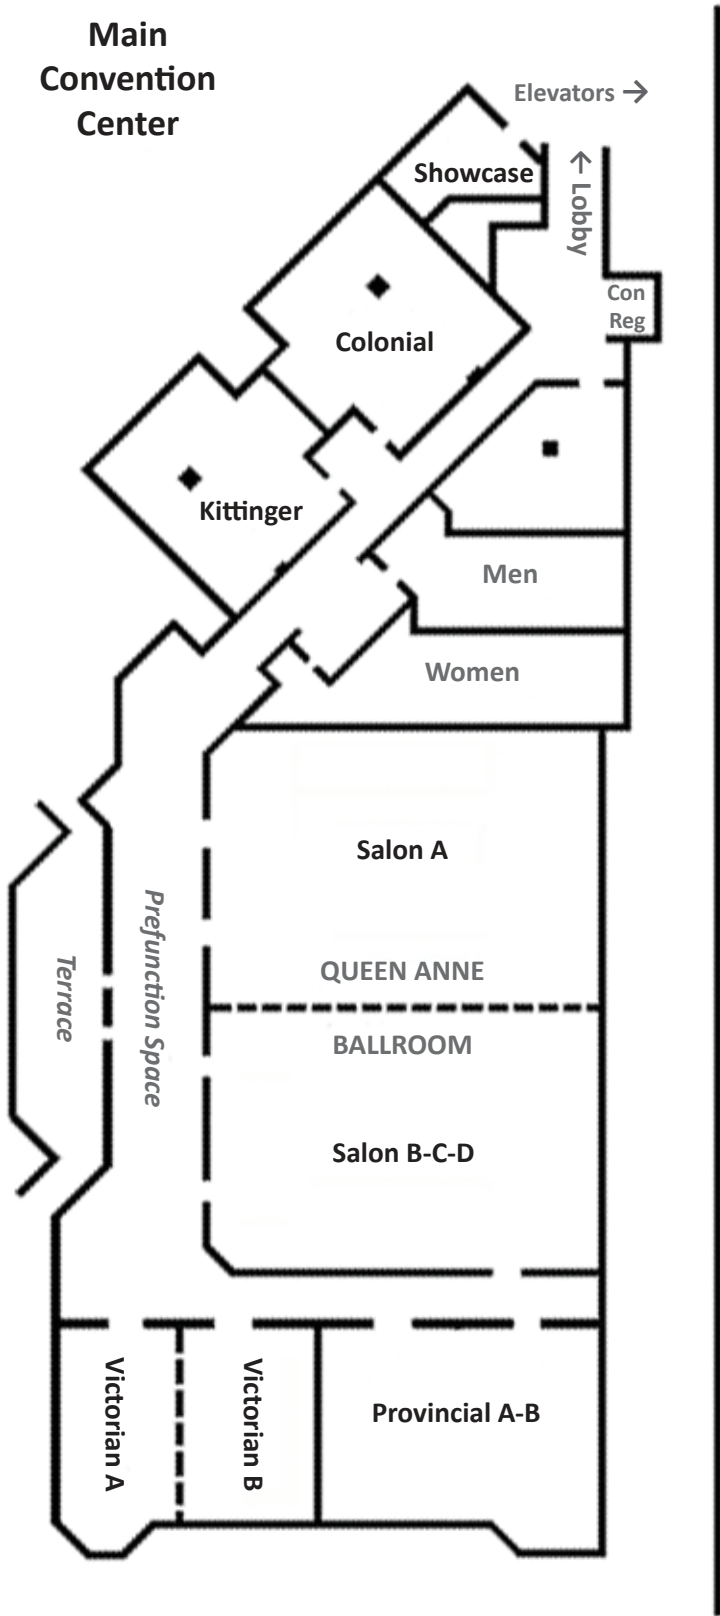 Main
Convention
Center
Elevators →
Showcase
← Lobby
Con
Reg
Colonial
Kittinger
Men
Women
Salon A
Prefunction Space
Terrace
QUEEN ANNE
BALLROOM
Salon B-C-D
Victorian A
Victorian B
Provincial A-B